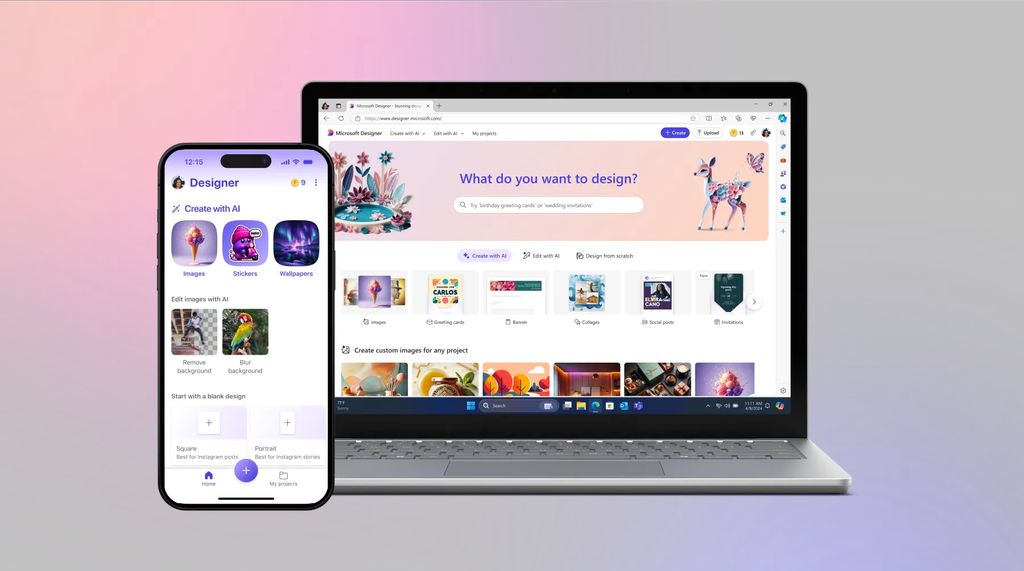 12:15
Designer
9
Create with AI
Images
Stickers
Wallpapers
Edit images with AI
Remove background
Blur background
Start with a blank design
Square
Best for Instagram posts
Portrait
Best for Instagram stories
Home
My projects
Microsoft Designer - Stunning desig
https://www.designer.microsoft.com/
Microsoft Designer
Create with AI
Edit with AI
My projects
Create
Upload
13
What do you want to design?
Try 'birthday greeting cards' or 'wedding invitations'
Create with AI
Edit with AI
Design from scratch
CARLOS
ELVIRA
CANO
Images
Greeting cards
Banner
Collages
Social posts
Invitations
Create custom images for any project
Sunny
Search
11:11 AM
4/9/2024